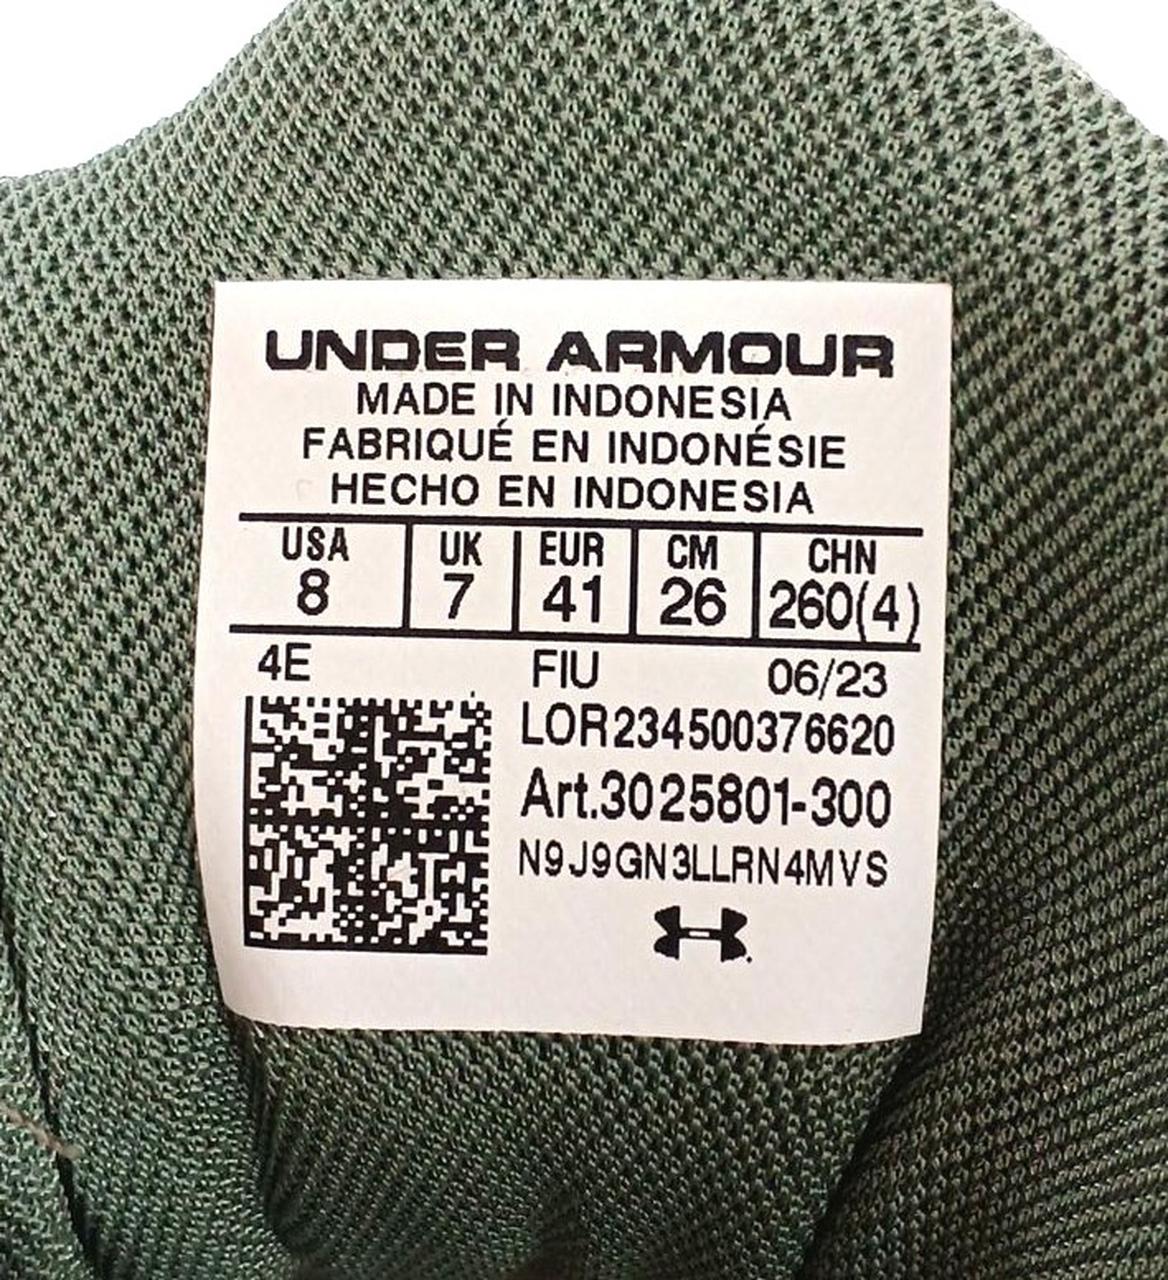 UNDER ARMOUR
MADE IN INDONESIA
FABRIQUÉ EN INDONÉSIE
HECHO EN INDONESIA
USA UK EUR CM CHN
8 7 41 26 260(4)
4E FIU 06/23
LOR234500376620
Art.3025801-300
N9J9GN3LLRN4MVS